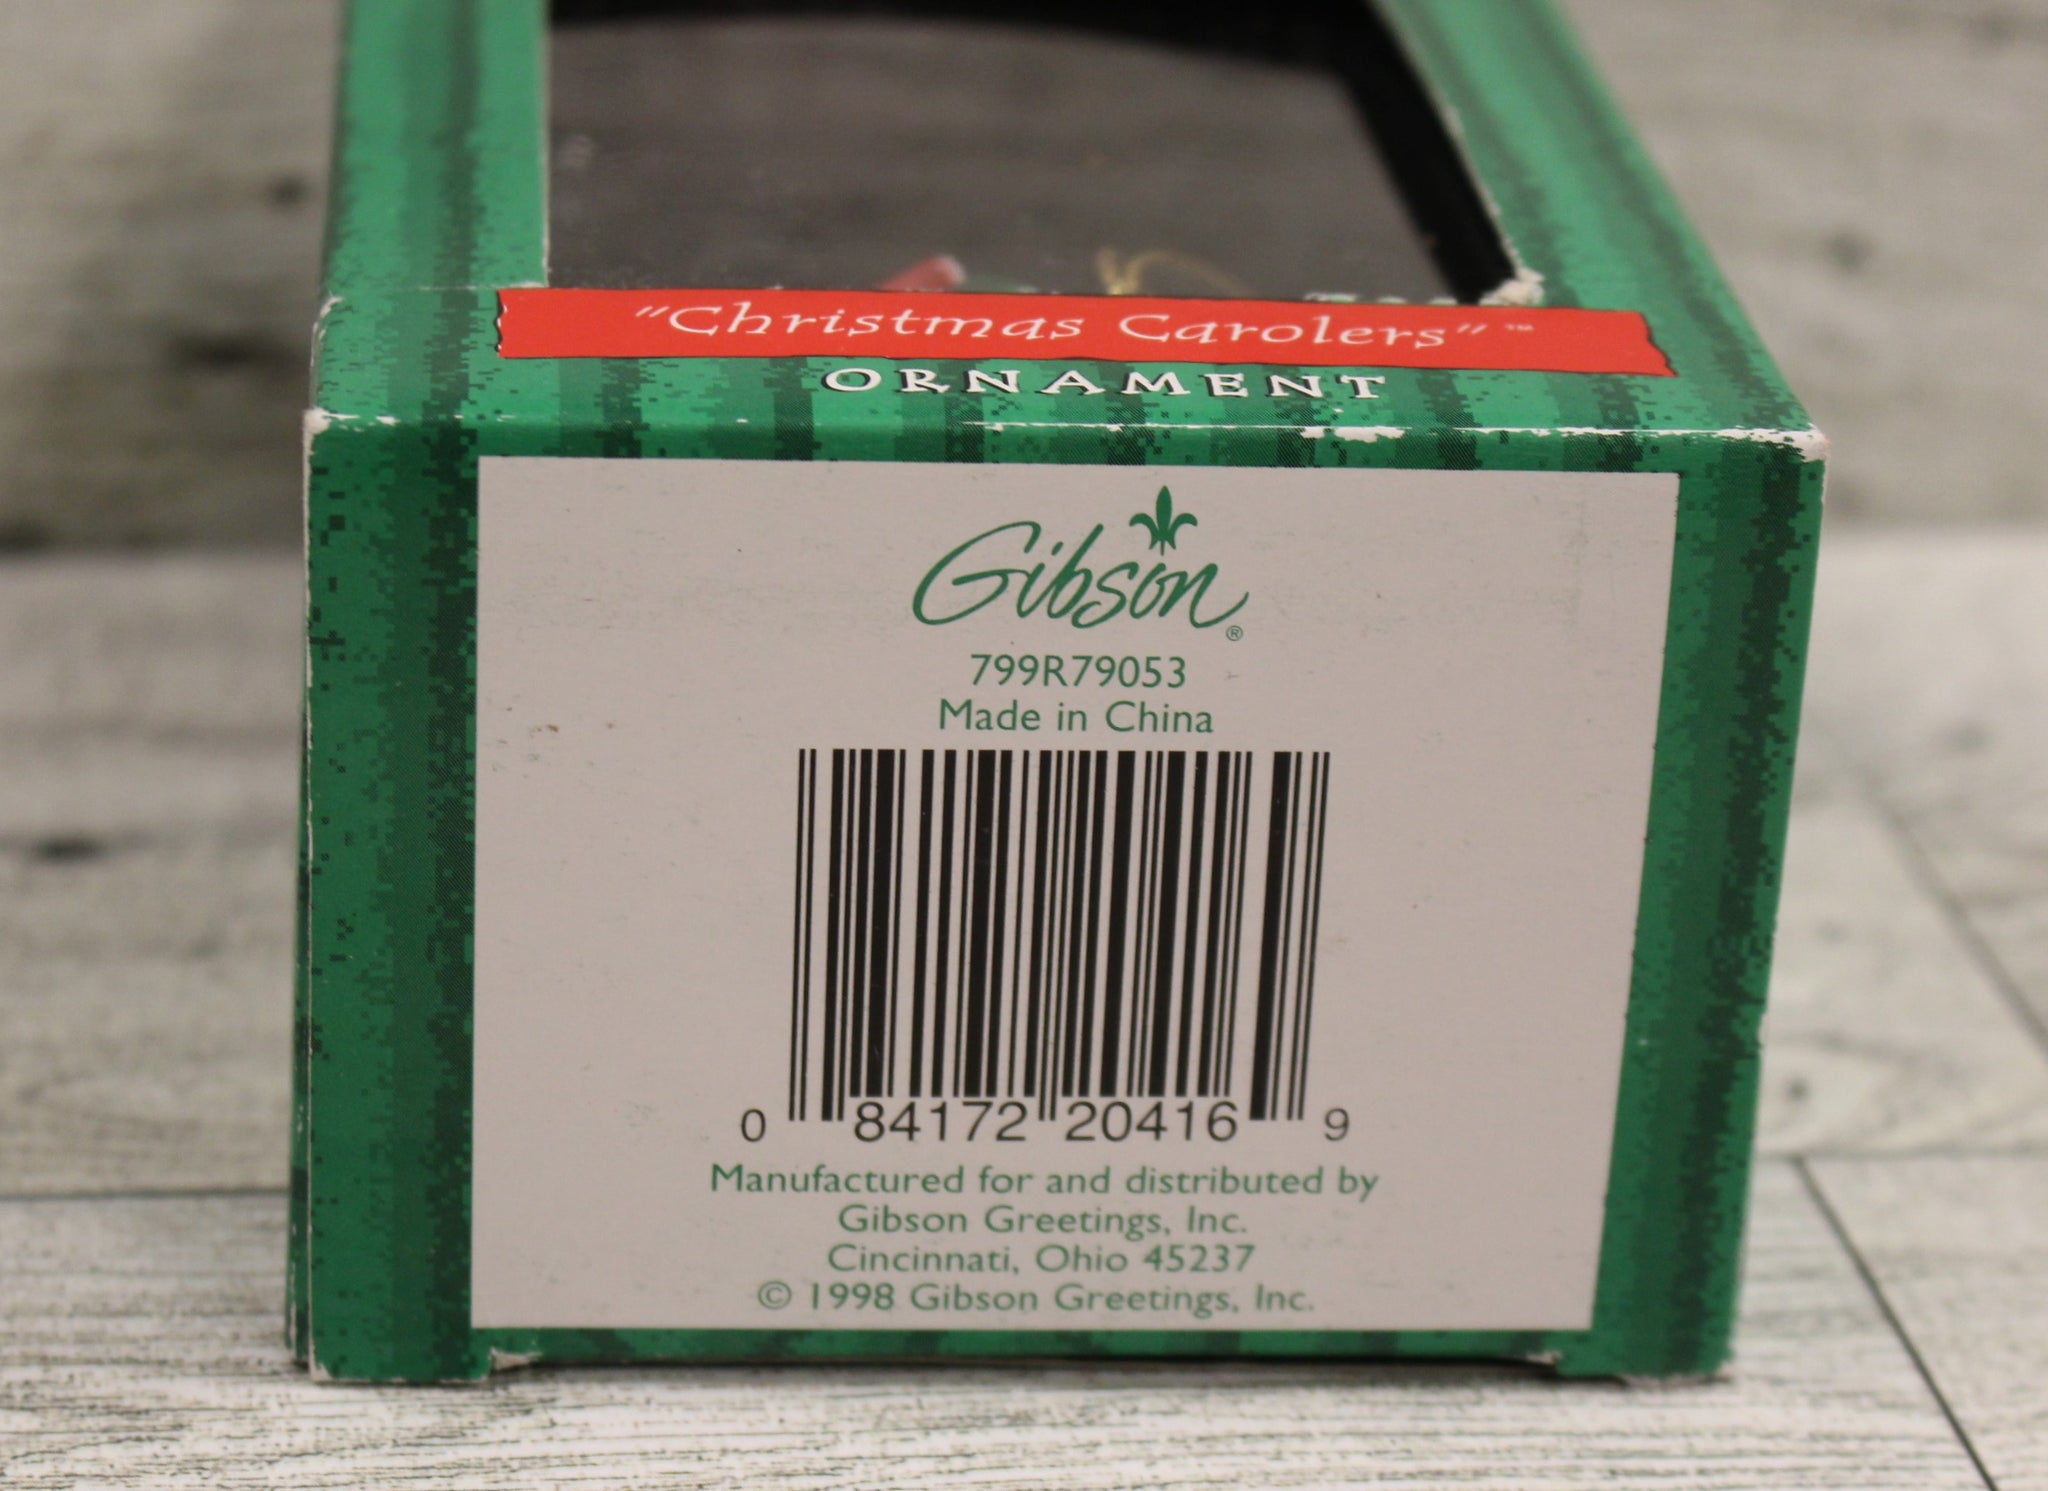 "Christmas Carolers"™
ORNAMENT
Gibson®
799R79053
Made in China
0 84172 20416 9
Manufactured for and distributed by
Gibson Greetings, Inc.
Cincinnati, Ohio 45237
© 1998 Gibson Greetings, Inc.